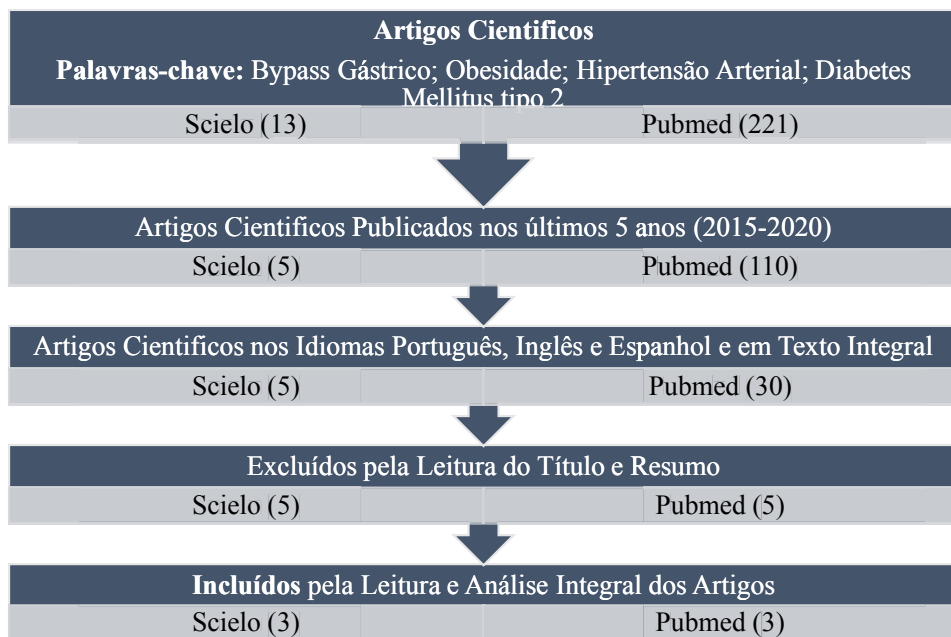 Artigos Cientificos
Palavras-chave: Bypass Gástrico; Obesidade; Hipertensão Arterial; Diabetes
Mellitus tipo 2
Scielo (13) Pubmed (221)
Artigos Cientificos Publicados nos últimos 5 anos (2015-2020)
Scielo (5) Pubmed (110)
Artigos Cientificos nos Idiomas Português, Inglês e Espanhol e em Texto Integral
Scielo (5) Pubmed (30)
Excluídos pela Leitura do Título e Resumo
Scielo (5) Pubmed (5)
Incluídos pela Leitura e Análise Integral dos Artigos
Scielo (3) Pubmed (3)